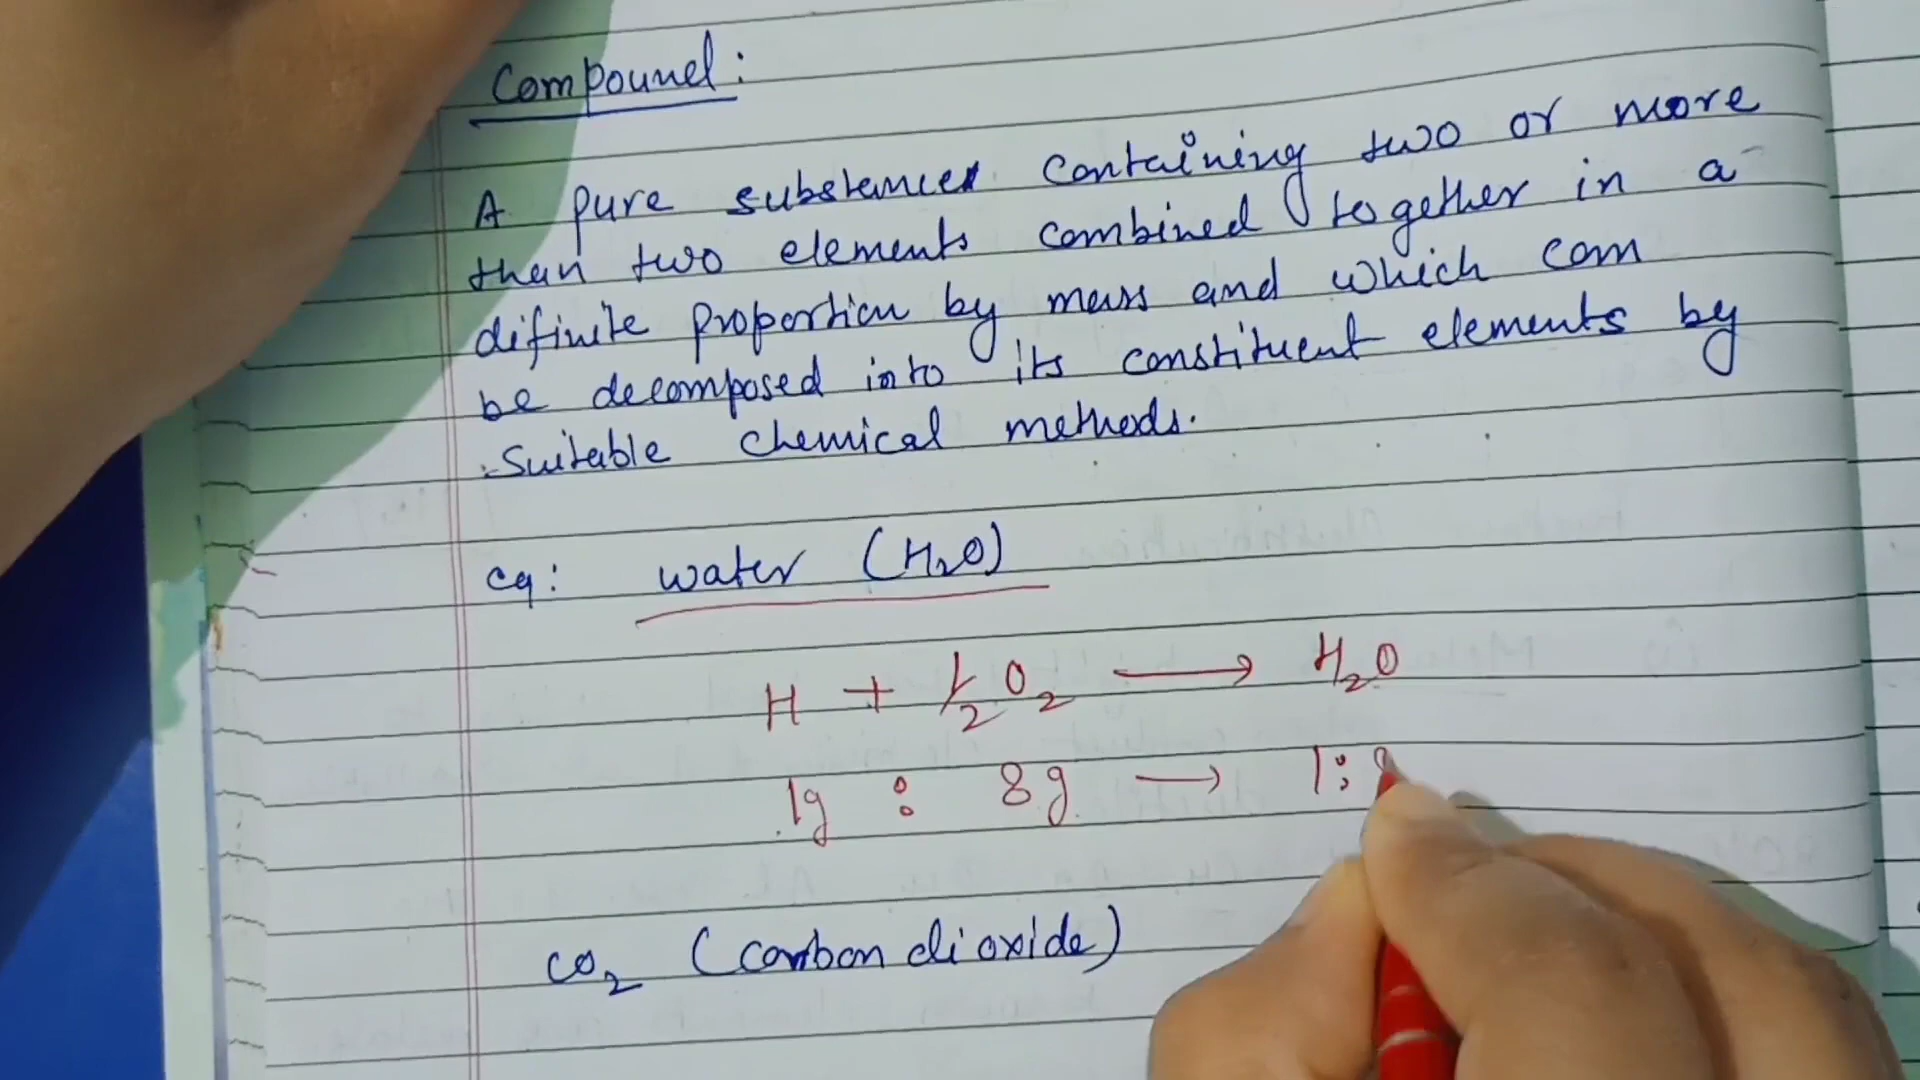 Compound:
A pure substance containing two or more
than two elements combined together in a
difinite proportion by mass and which can
be decomposed into its constituent elements by
suitable chemical methods.
eg: water (H₂O)
H + 1/2 O₂ → H₂O
1g : 8g → 1:8
CO₂ (carbon dioxide)